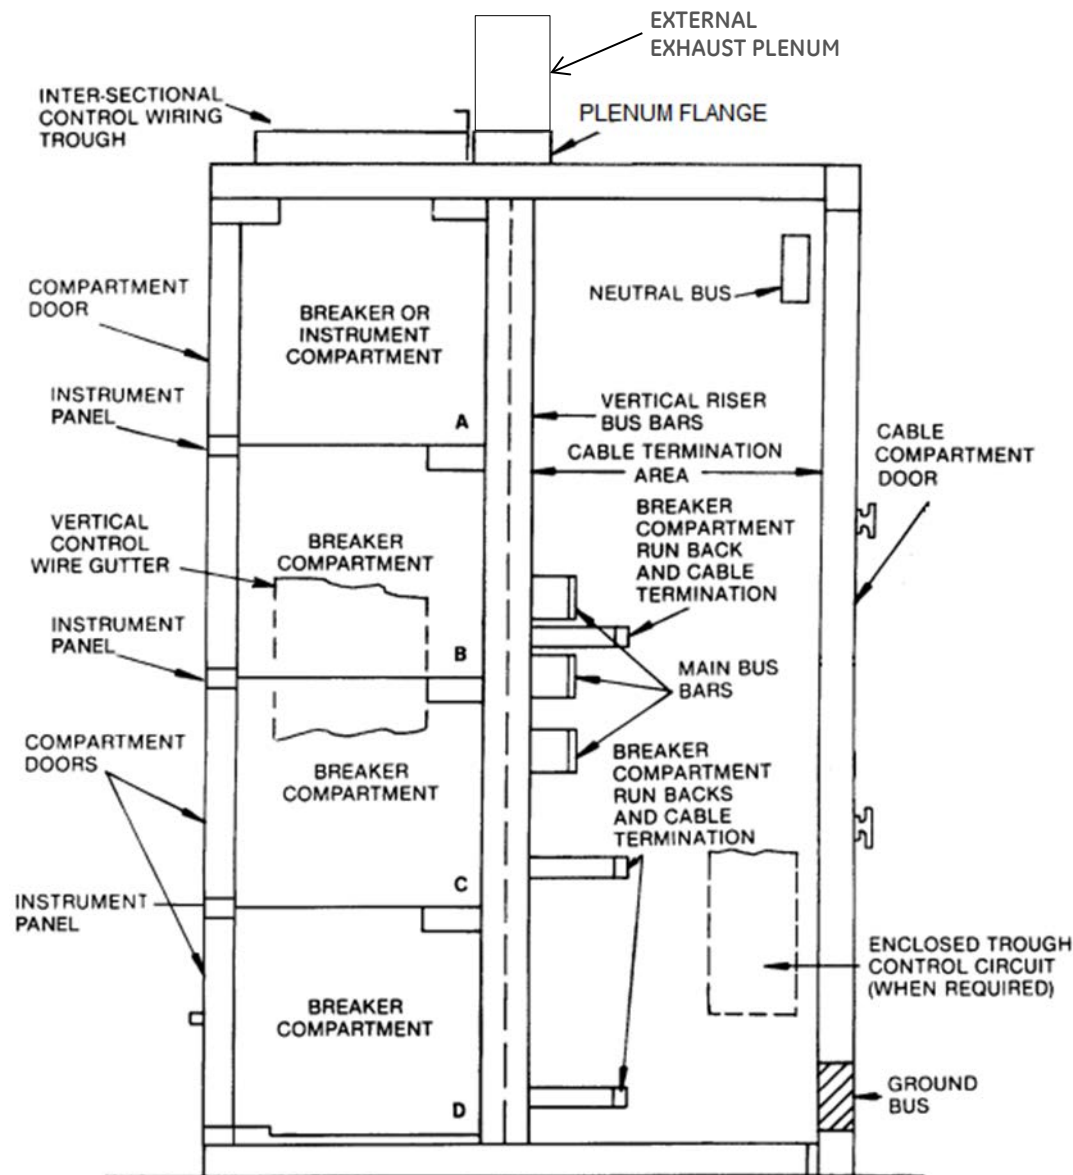 EXTERNAL
EXHAUST PLENUM
INTER-SECTIONAL
CONTROL WIRING
TROUGH
PLENUM FLANGE
COMPARTMENT
DOOR
BREAKER OR
INSTRUMENT
COMPARTMENT
NEUTRAL BUS
INSTRUMENT
PANEL
A
VERTICAL RISER
BUS BARS
CABLE TERMINATION
AREA
CABLE
COMPARTMENT
DOOR
VERTICAL
CONTROL
WIRE GUTTER
BREAKER
COMPARTMENT
BREAKER
COMPARTMENT
RUN BACK
AND CABLE
TERMINATION
INSTRUMENT
PANEL
B
MAIN BUS
BARS
COMPARTMENT
DOORS
BREAKER
COMPARTMENT
BREAKER
COMPARTMENT
RUN BACKS
AND CABLE
TERMINATION
C
INSTRUMENT
PANEL
ENCLOSED TROUGH
CONTROL CIRCUIT
(WHEN REQUIRED)
BREAKER
COMPARTMENT
D
GROUND
BUS